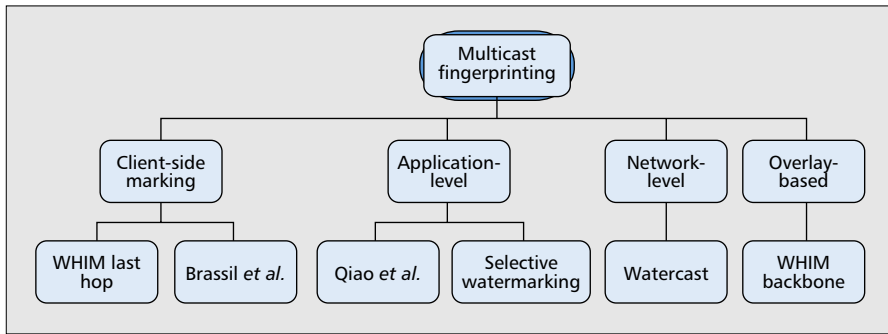 Multicast
fingerprinting
Client-side
marking
Application-
level
Network-
level
Overlay-
based
WHIM last
hop
Brassil et al.
Qiao et al.
Selective
watermarking
Watercast
WHIM
backbone